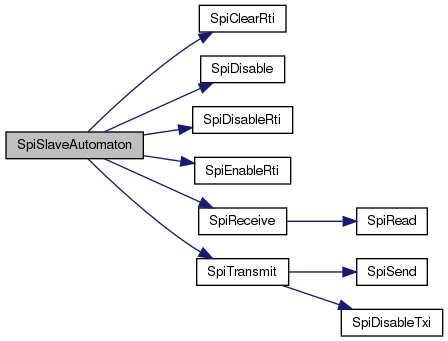 SpiClearRti
SpiDisable
SpiDisableRti
SpiSlaveAutomaton
SpiEnableRti
SpiReceive
SpiRead
SpiTransmit
SpiSend
SpiDisableTxi